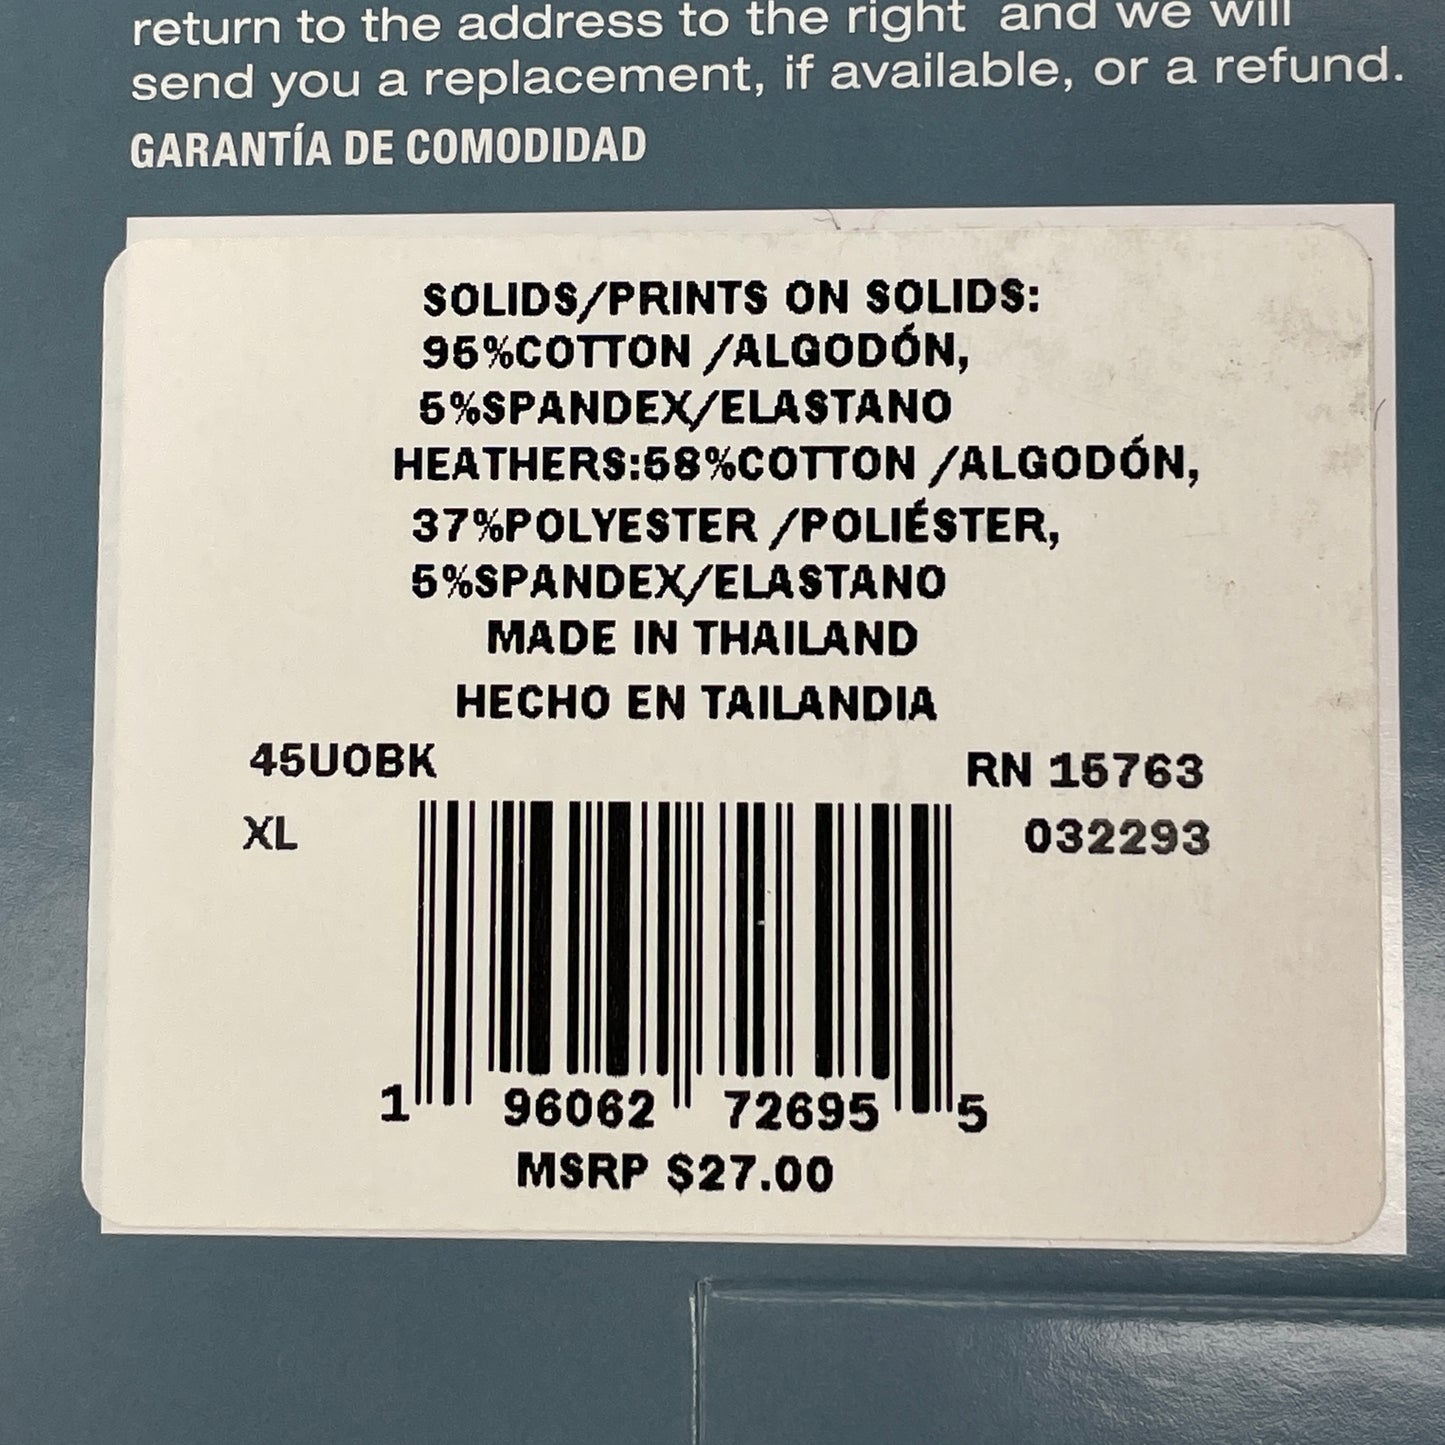 return to the address to the right and we will
send you a replacement, if available, or a refund.
GARANTÍA DE COMODIDAD
SOLIDS/PRINTS ON SOLIDS:
95%COTTON /ALGODÓN,
5%SPANDEX/ELASTANO
HEATHERS:58%COTTON /ALGODÓN,
37%POLYESTER /POLIÉSTER,
5%SPANDEX/ELASTANO
MADE IN THAILAND
HECHO EN TAILANDIA
45U0BK RN 15763
XL 032293
1 96062 72695 5
MSRP $27.00